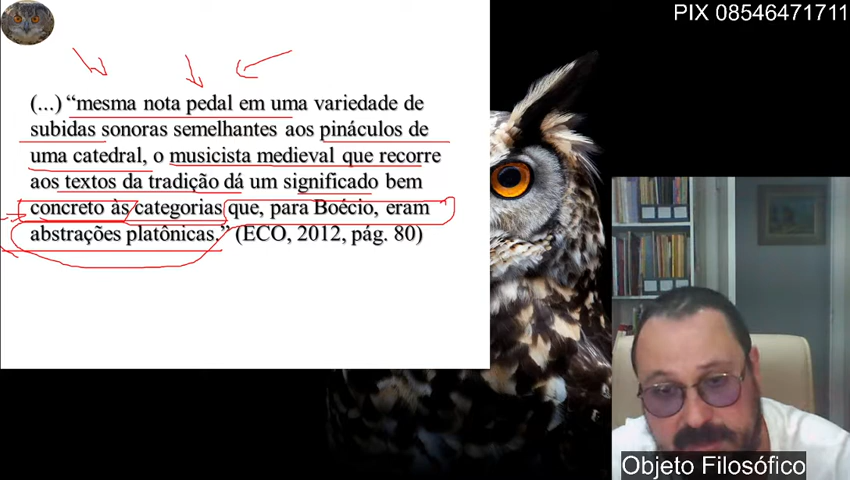 PIX 08546471711
(...) “mesma nota pedal em uma variedade de
subidas sonoras semelhantes aos pináculos de
uma catedral, o musicista medieval que recorre
aos textos da tradição dá um significado bem
concreto às categorias que, para Boécio, eram
abstrações platônicas.” (ECO, 2012, pág. 80)
Objeto Filosófico